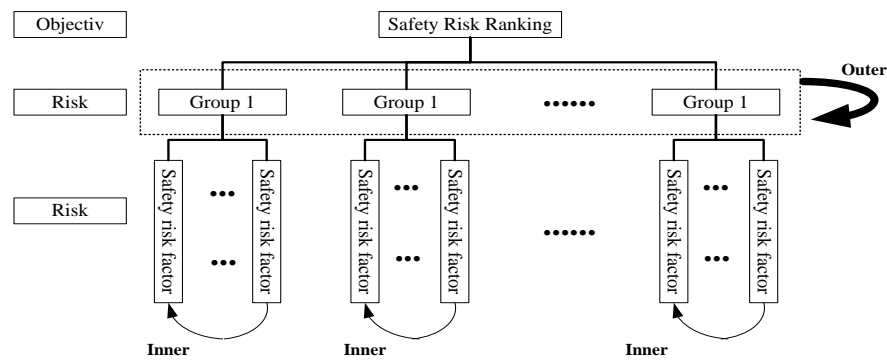 Objectiv
Safety Risk Ranking
Outer
Risk
Group 1
Group 1
......
Group 1
Risk
Safety risk factor
...
...
Safety risk factor
Safety risk factor
...
...
Safety risk factor
......
Safety risk factor
...
...
Safety risk factor
Inner
Inner
Inner